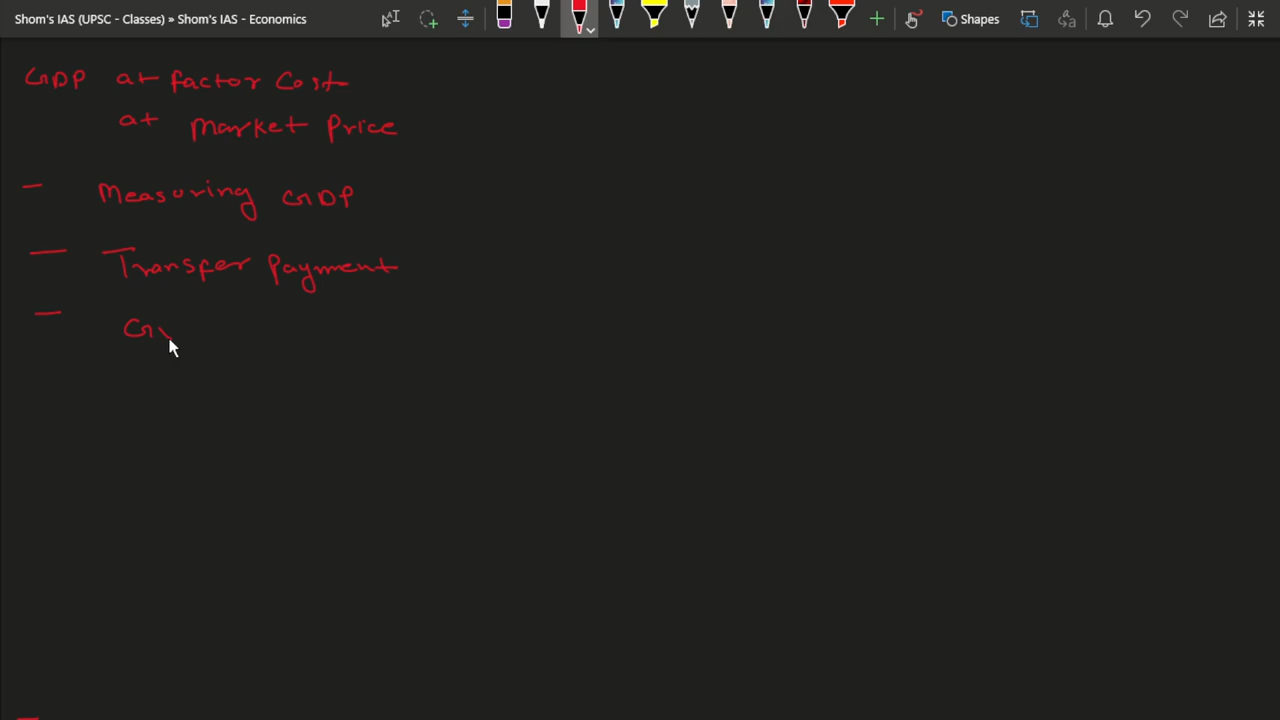 Shom's IAS (UPSC - Classes) » Shom's IAS - Economics
Shapes
GDP at factor Cost
at Market Price
- Measuring GDP
- Transfer Payment
-